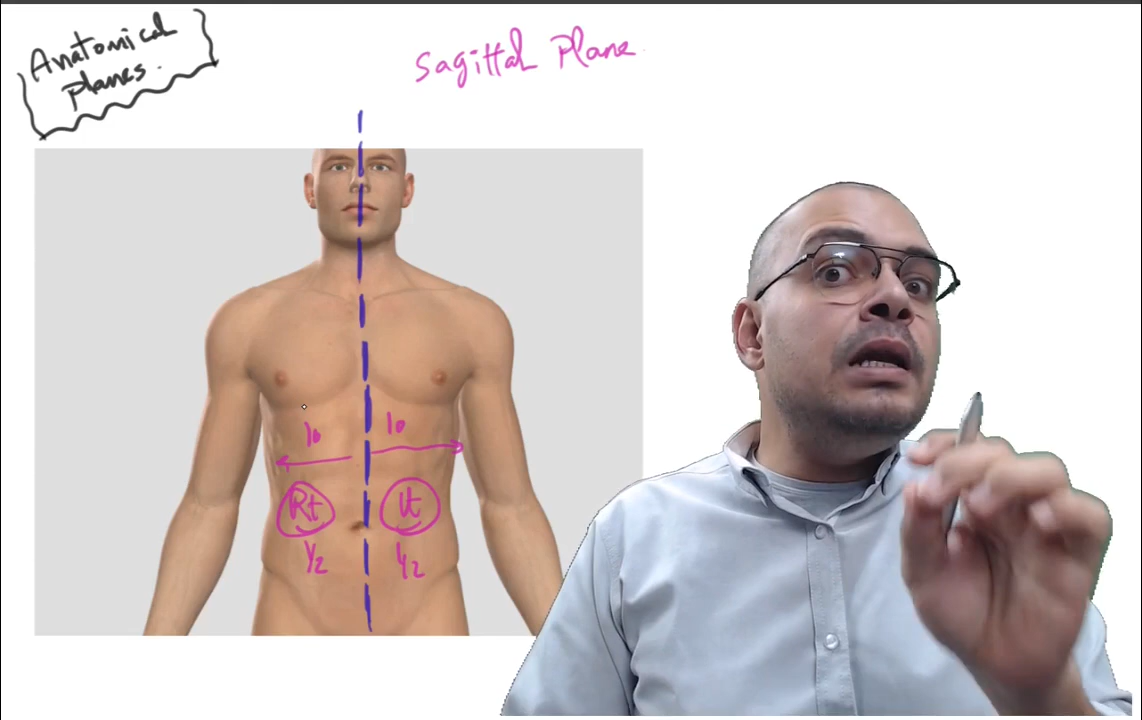 Anatomical
planes.
Sagittal Plane
10 10
Rt Lt
1/2 1/2